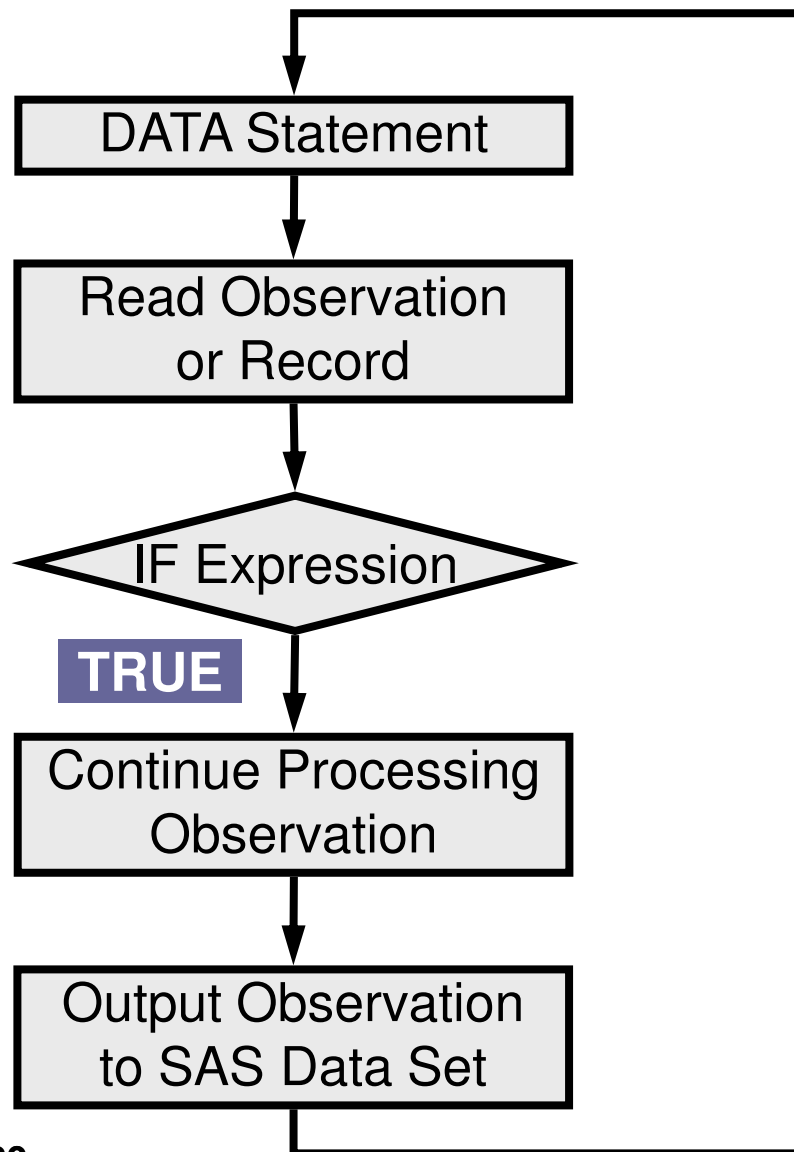 DATA Statement
Read Observation
or Record
IF Expression
TRUE
Continue Processing
Observation
Output Observation
to SAS Data Set